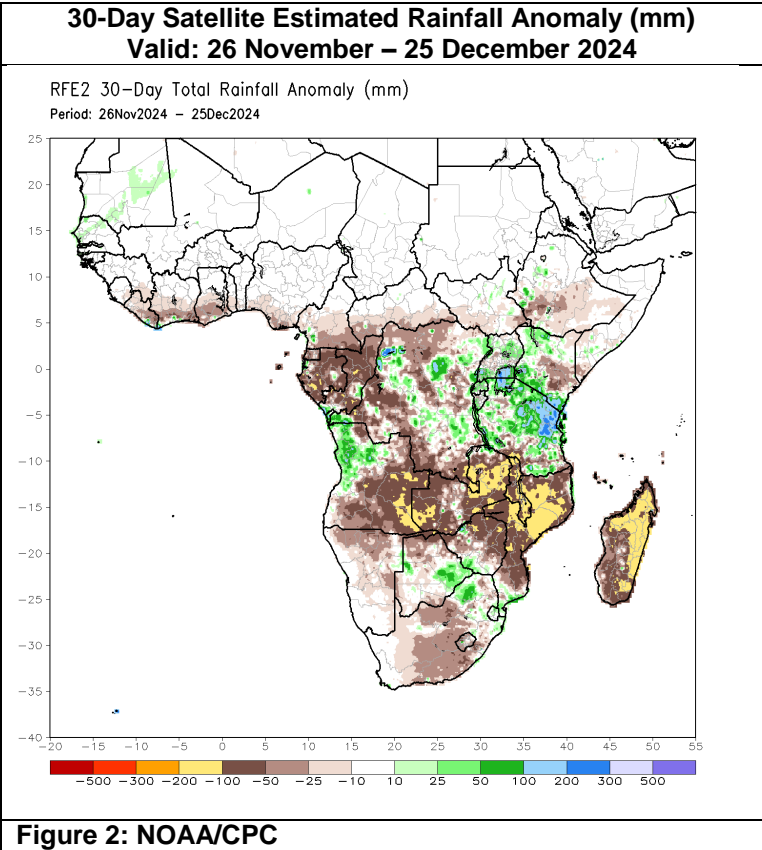 30-Day Satellite Estimated Rainfall Anomaly (mm)
Valid: 26 November – 25 December 2024
RFE2 30-Day Total Rainfall Anomaly (mm)
Period: 26Nov2024 – 25Dec2024
25
20
15
10
5
0
-5
-10
-15
-20
-25
-30
-35
-40
-20 -15 -10 -5 0 5 10 15 20 25 30 35 40 45 50 55
-500 -300 -200 -100 -50 -25 -10 10 25 50 100 200 300 500
Figure 2: NOAA/CPC